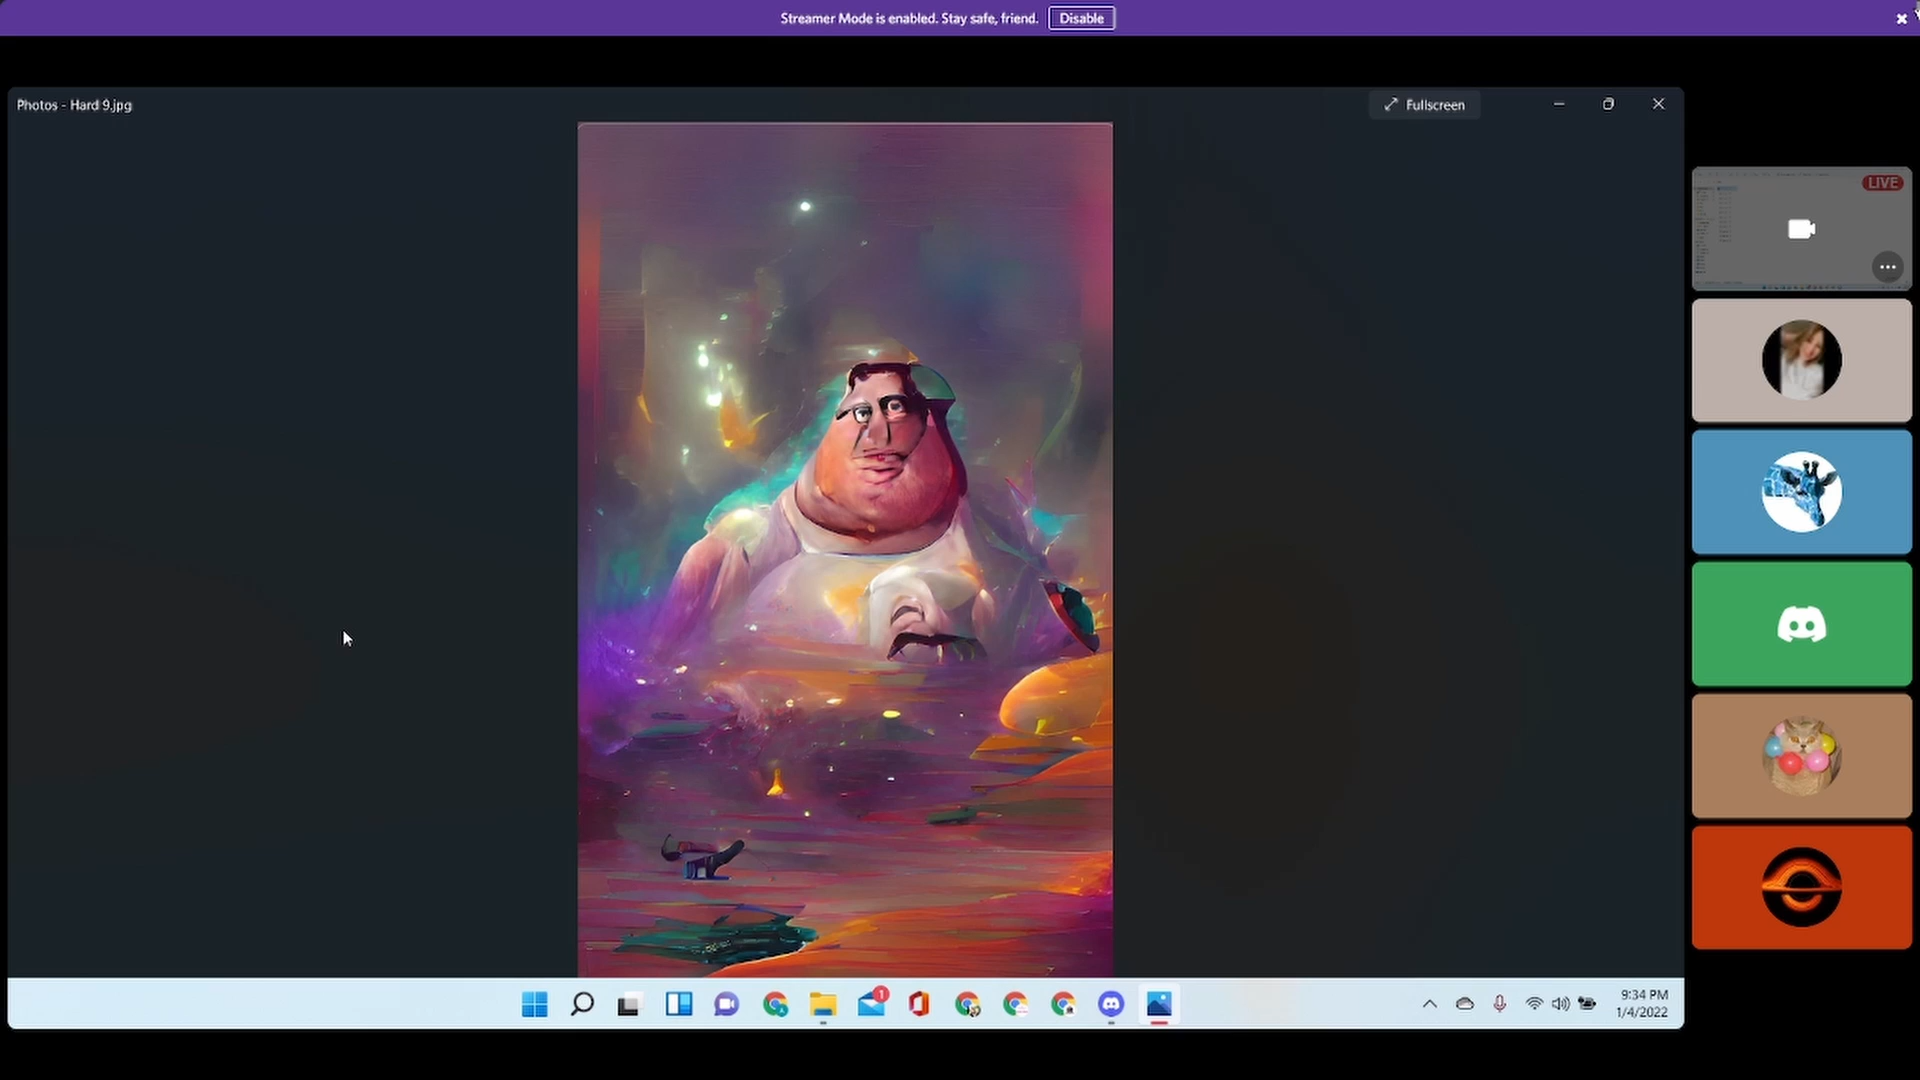 Streamer Mode is enabled. Stay safe, friend. Disable
Photos - Hard 9.jpg
Fullscreen
LIVE
1
9:34 PM
1/4/2022